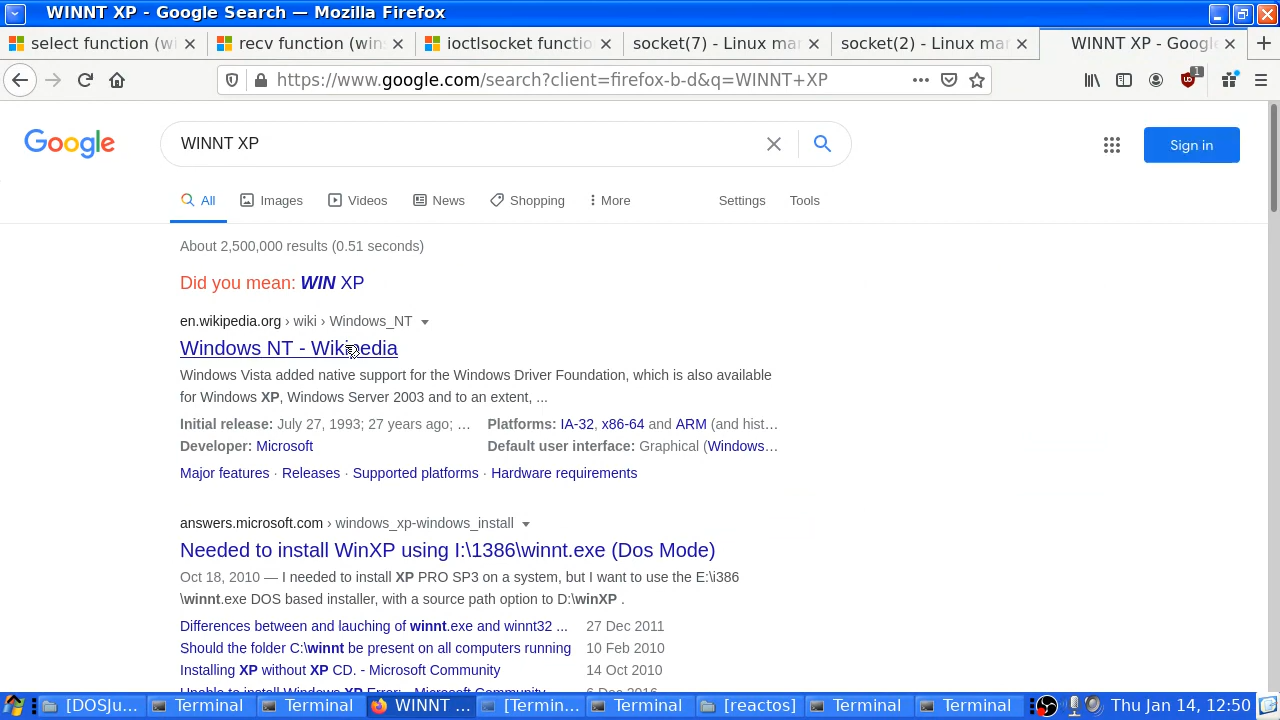 WINNT XP - Google Search — Mozilla Firefox
select function (wi
recv function (wins
ioctlsocket functio
socket(7) - Linux mar
socket(2) - Linux mar
WINNT XP - Google
https://www.google.com/search?client=firefox-b-d&q=WINNT+XP
1
Google
WINNT XP
Sign in
All
Images
Videos
News
Shopping
More
Settings
Tools
About 2,500,000 results (0.51 seconds)
Did you mean: WIN XP
en.wikipedia.org › wiki › Windows_NT
Windows NT - Wikipedia
Windows Vista added native support for the Windows Driver Foundation, which is also available
for Windows XP, Windows Server 2003 and to an extent, ...
Initial release: July 27, 1993; 27 years ago; …
Platforms: IA-32, x86-64 and ARM (and hist…
Developer: Microsoft
Default user interface: Graphical (Windows…
Major features · Releases · Supported platforms · Hardware requirements
answers.microsoft.com › windows_xp-windows_install
Needed to install WinXP using I:\1386\winnt.exe (Dos Mode)
Oct 18, 2010 — I needed to install XP PRO SP3 on a system, but I want to use the E:\i386
\winnt.exe DOS based installer, with a source path option to D:\winXP .
Differences between and lauching of winnt.exe and winnt32 ... 27 Dec 2011
Should the folder C:\winnt be present on all computers running 10 Feb 2010
Installing XP without XP CD. - Microsoft Community 14 Oct 2010
Unable to install Windows XP Error: - Microsoft Community 6 Dec 2016
[DOSJu...
Terminal
Terminal
WINNT ...
[Termin...
Terminal
[reactos]
Terminal
Terminal
Thu Jan 14, 12:50